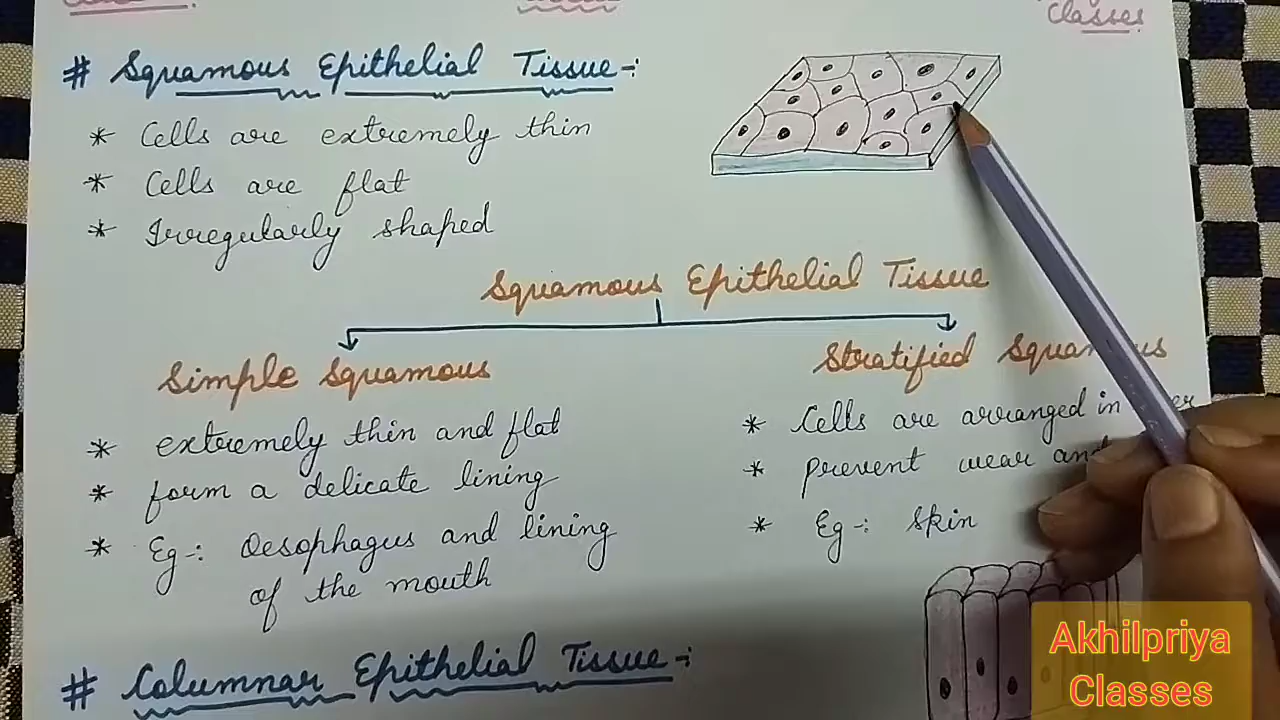 Classes
# Squamous Epithelial Tissue -:
* Cells are extremely thin
* Cells are flat
* Irregularly shaped
Squamous Epithelial Tissue
Simple Squamous
* extremely thin and flat
* form a delicate lining
* Eg -: Oesophagus and lining
of the mouth
Stratified
* Cells are arranged in
* prevent wear and
* Eg -: Skin
# Columnar Epithelial Tissue -:
Akhilpriya
Classes